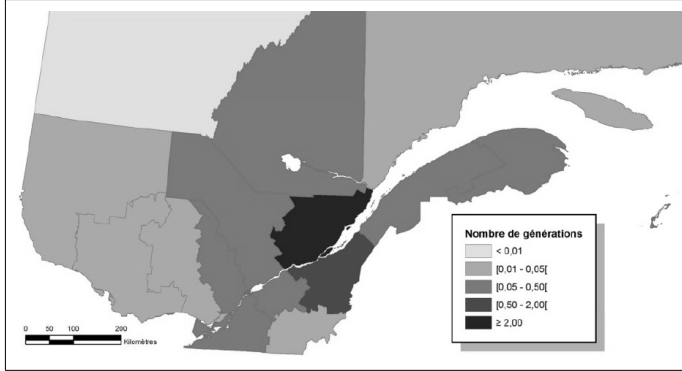 Nombre de générations
< 0,01
[0,01 - 0,05[
[0,05 - 0,50[
[0,50 - 2,00[
≥ 2,00
0 50 100 200
Kilomètres